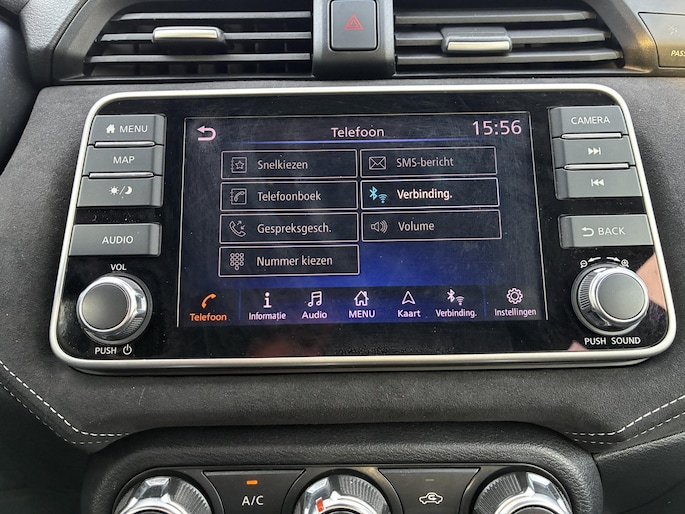 PASS
MENU
MAP
AUDIO
VOL
PUSH
Telefoon
15:56
Snelkiezen
SMS-bericht
Telefoonboek
Verbinding.
Gespreksgesch.
Volume
Nummer kiezen
Telefoon
Informatie
Audio
MENU
Kaart
Verbinding.
Instellingen
CAMERA
BACK
PUSH SOUND
A/C